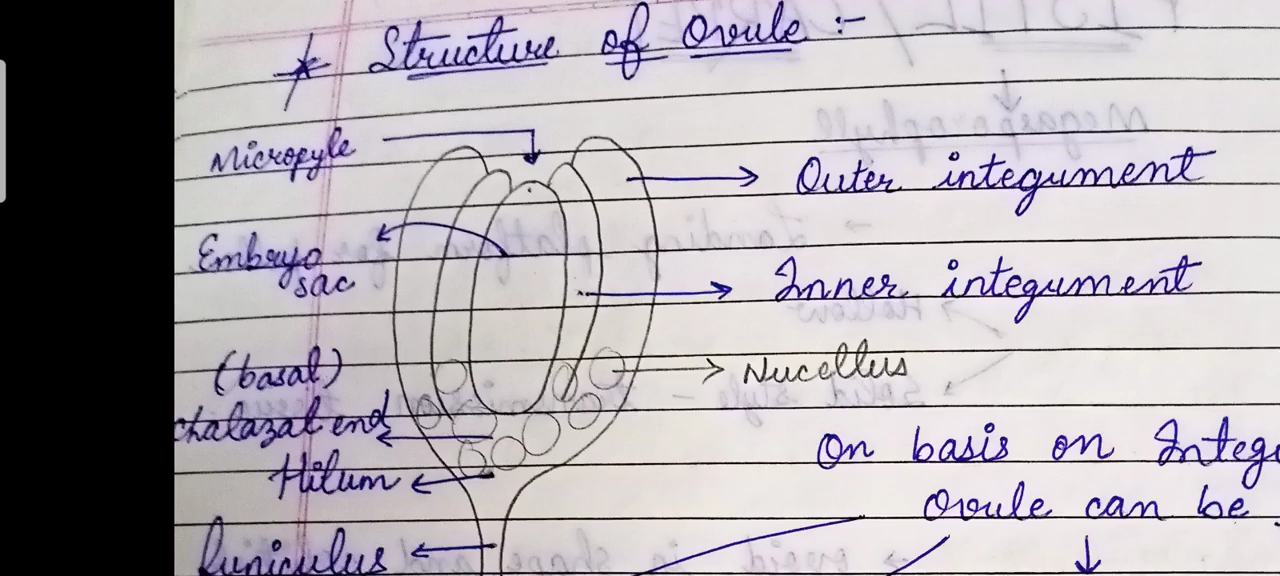 * Structure of Ovule :-
Micropyle
Outer integument
Embryo
sac
Inner integument
(basal)
Nucellus
chalazal end
On basis on
Hilum
Ovule can be
Funiculus